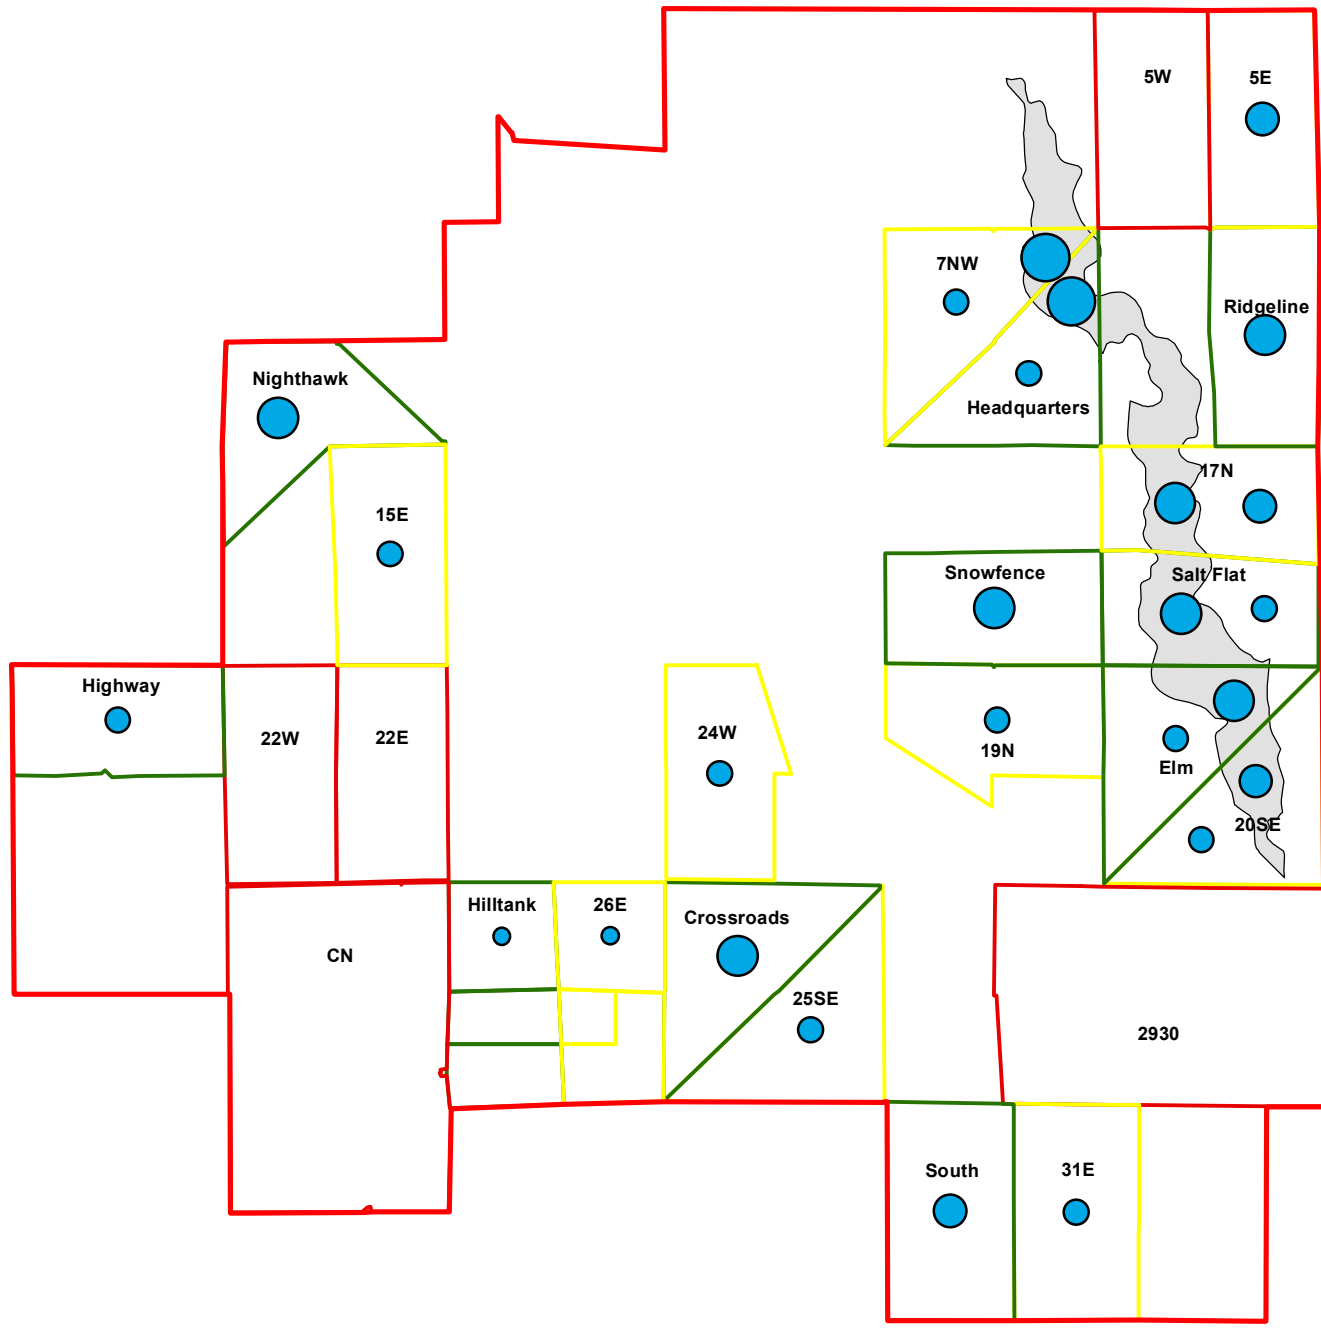 5W
5E
7NW
Ridgeline
Nighthawk
Headquarters
17N
15E
Snowfence
Salt Flat
Highway
22W
22E
24W
19N
Elm
20SE
Hilltank
26E
Crossroads
CN
25SE
2930
South
31E